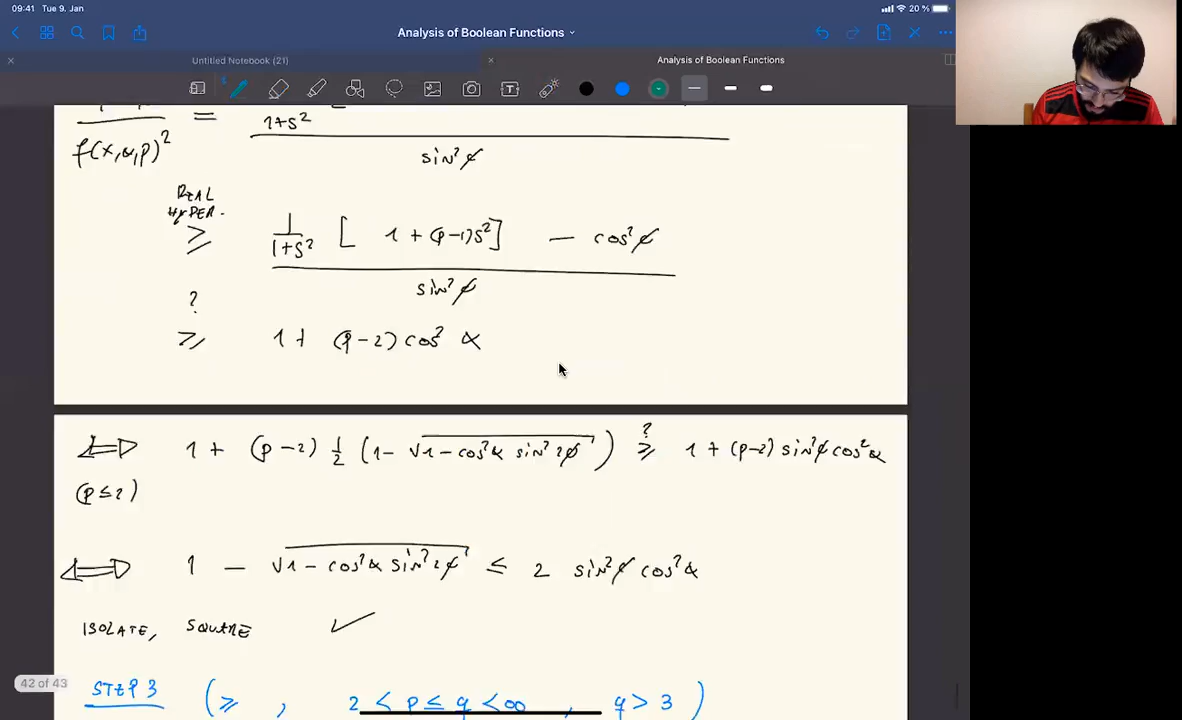 09:41 Tue 9. Jan
20 %
Analysis of Boolean Functions
Untitled Notebook (21)
Analysis of Boolean Functions
1+s²
f(x,α,p)² =
sin²φ
REAL
HYPER.
≥ 1/(1+s²) [ 1 + (p-1)s² ] — cos²φ
sin²φ
?
≥ 1 + (p-2) cos² α
⟺ 1 + (p-2) 1/2 (1- √(1-cos²α sin²2φ)) ?≥ 1 + (p-2) sin²φ cos²α
(p≤2)
⟺ 1 — √(1-cos²α sin²2φ) ≤ 2 sin²φ cos²α
ISOLATE, SQUARE ✓
42 of 43
STEP 3 (≥, 2 < p ≤ q < ∞, q > 3)